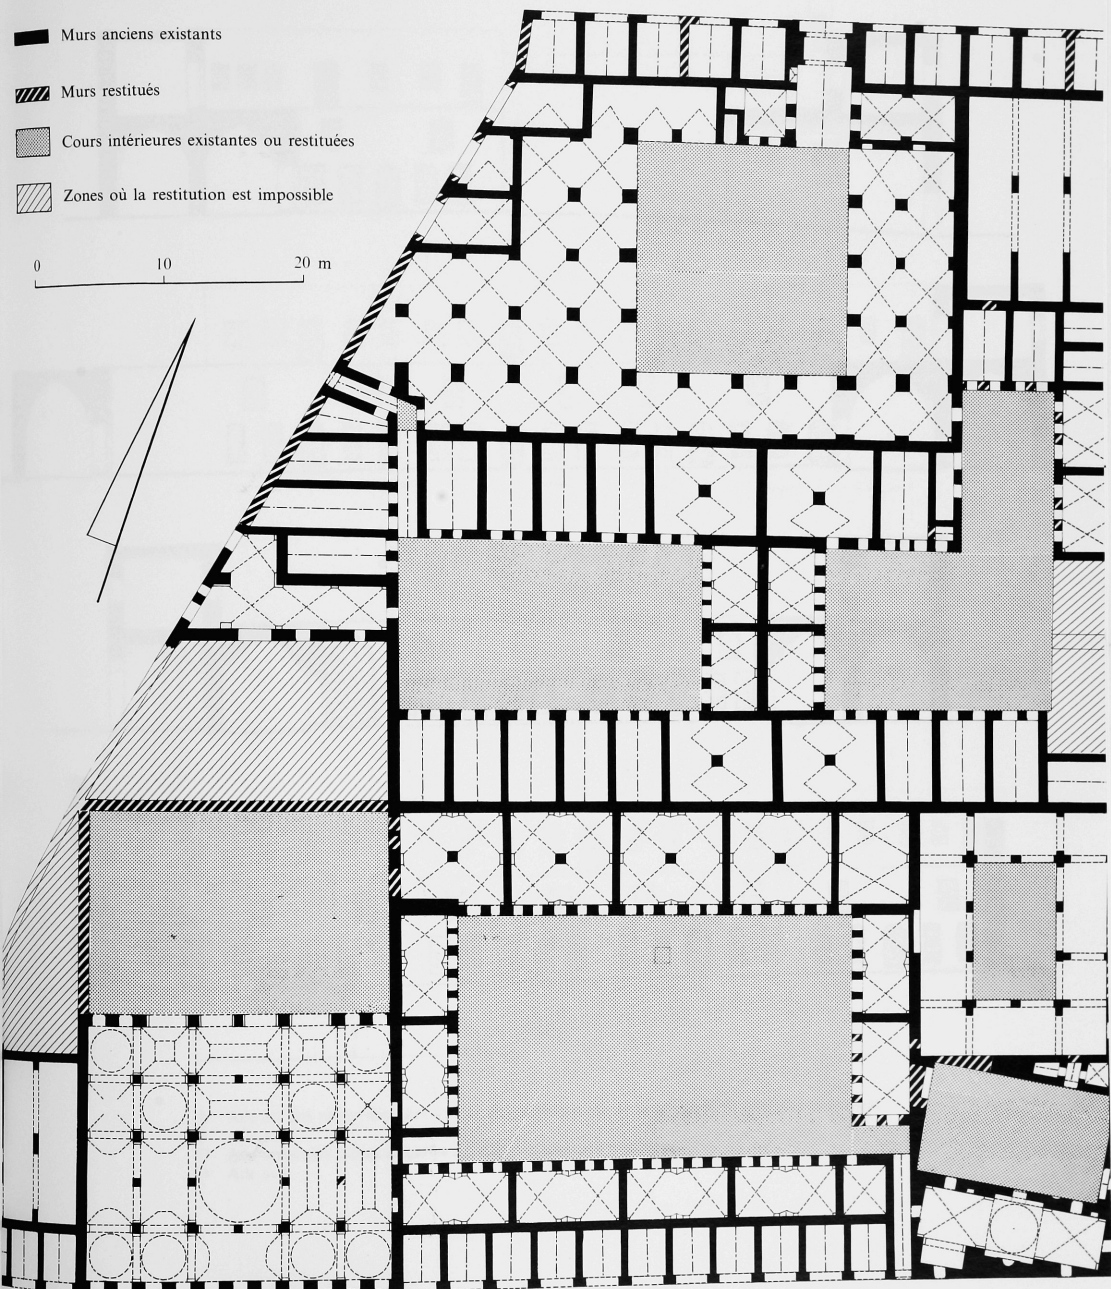 Murs anciens existants
Murs restitués
Cours intérieures existantes ou restituées
Zones où la restitution est impossible
0 10 20 m